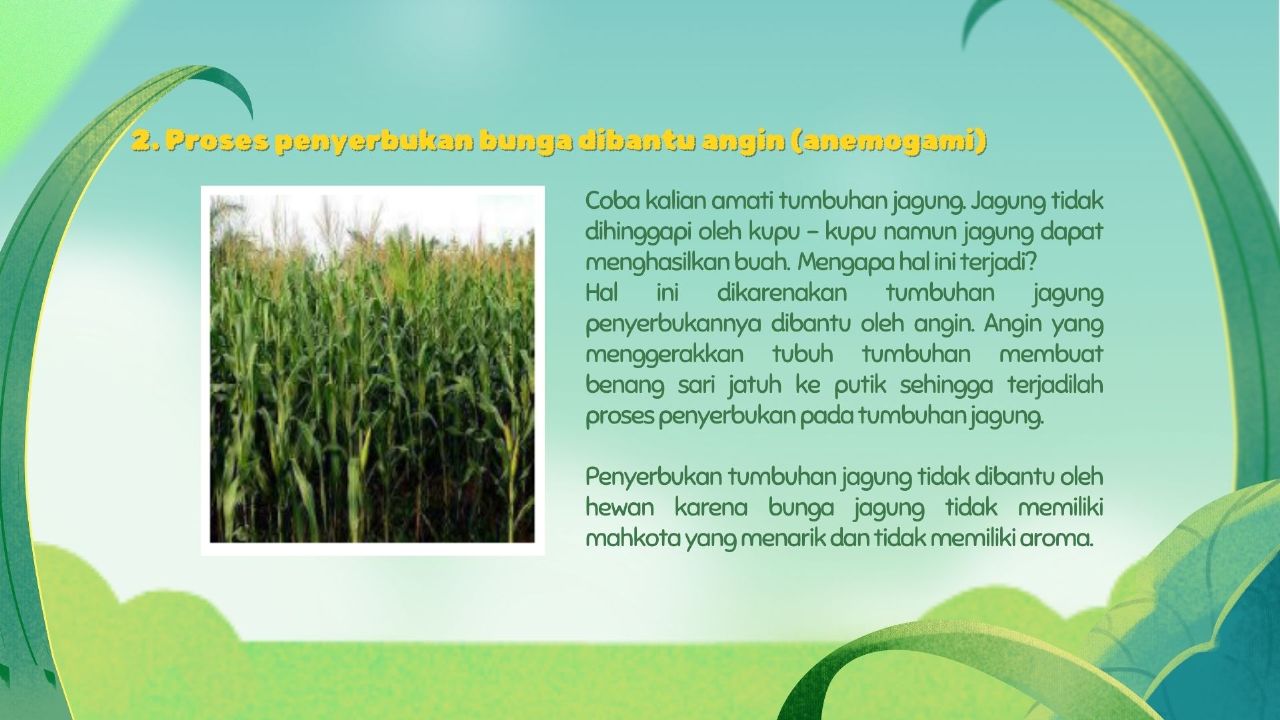 2. Proses penyerbukan bunga dibantu angin (anemogami)
Coba kalian amati tumbuhan jagung. Jagung tidak
dihinggapi oleh kupu – kupu namun jagung dapat
menghasilkan buah. Mengapa hal ini terjadi?
Hal ini dikarenakan tumbuhan jagung
penyerbukannya dibantu oleh angin. Angin yang
menggerakkan tubuh tumbuhan membuat
benang sari jatuh ke putik sehingga terjadilah
proses penyerbukan pada tumbuhan jagung.
Penyerbukan tumbuhan jagung tidak dibantu oleh
hewan karena bunga jagung tidak memiliki
mahkota yang menarik dan tidak memiliki aroma.